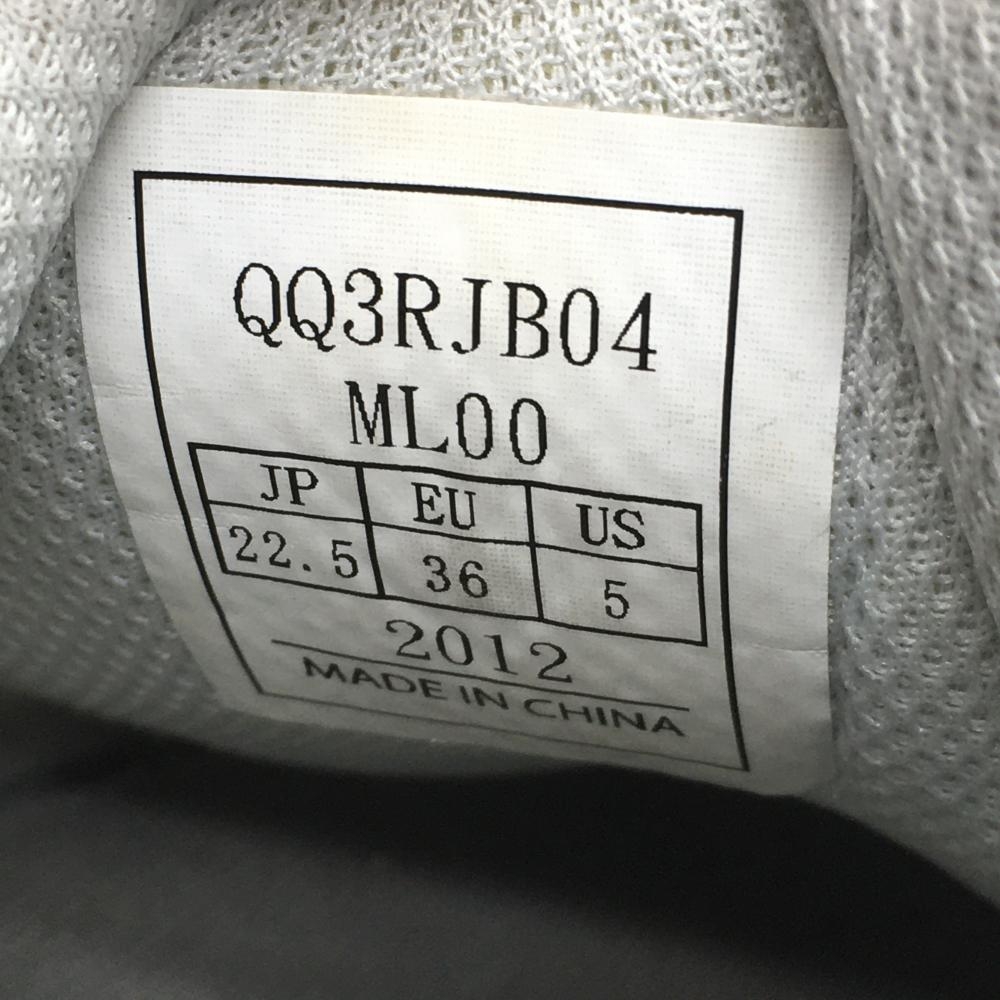 QQ3RJB04
ML00
JP EU US
22.5 36 5
2012
MADE IN CHINA